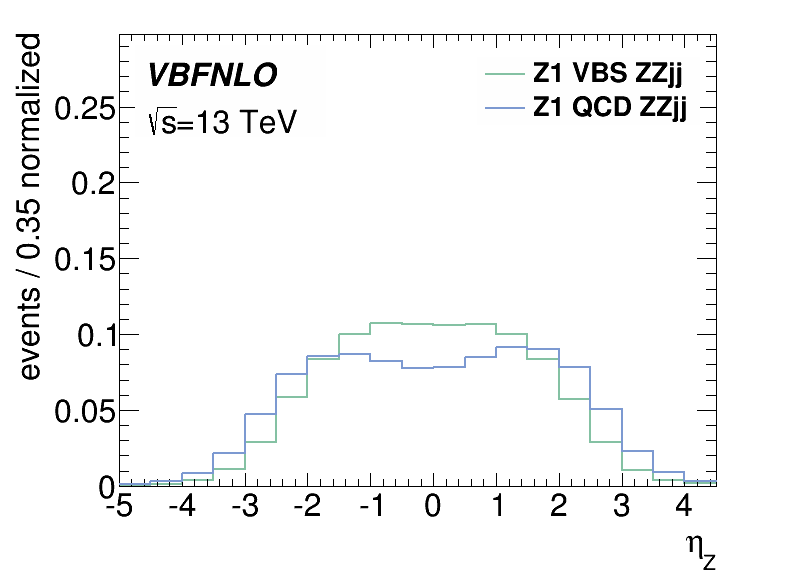 VBFNLO
√s=13 TeV
Z1 VBS ZZjj
Z1 QCD ZZjj
events / 0.35 normalized
0.25
0.2
0.15
0.1
0.05
0
-5 -4 -3 -2 -1 0 1 2 3 4
η_Z